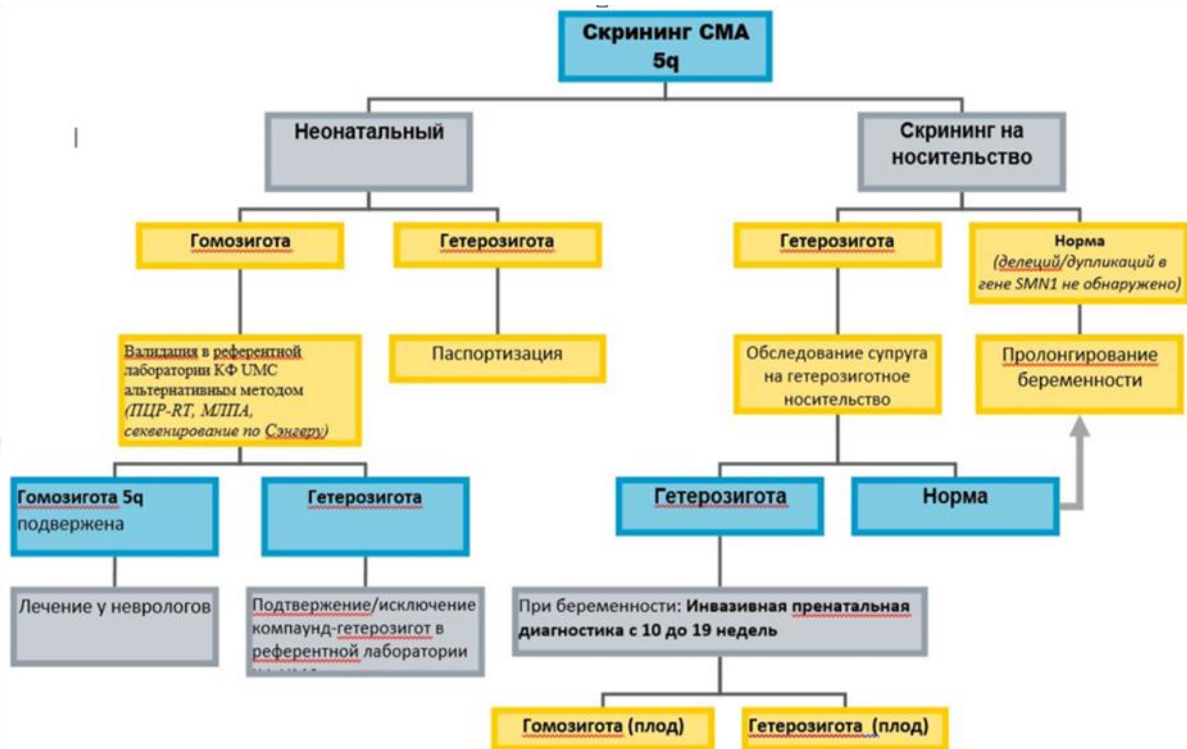 Скрининг СМА
5q
Неонатальный
Скрининг на
носительство
Гомозигота
Гетерозигота
Гетерозигота
Норма
(делеций/дупликаций в
гене SMN1 не обнаружено)
Валидация в референтной
лаборатории КФ UMC
альтернативным методом
(ПЦР-RT, МЛПА,
секвенирование по Сэнгеру)
Паспортизация
Обследование супруга
на гетерозиготное
носительство
Пролонгирование
беременности
Гомозигота 5q
подвержена
Гетерозигота
Гетерозигота
Норма
Лечение у неврологов
Подтвержение/исключение
компаунд-гетерозигот в
референтной лаборатории
При беременности: Инвазивная пренатальная
диагностика с 10 до 19 недель
Гомозигота (плод)
Гетерозигота (плод)